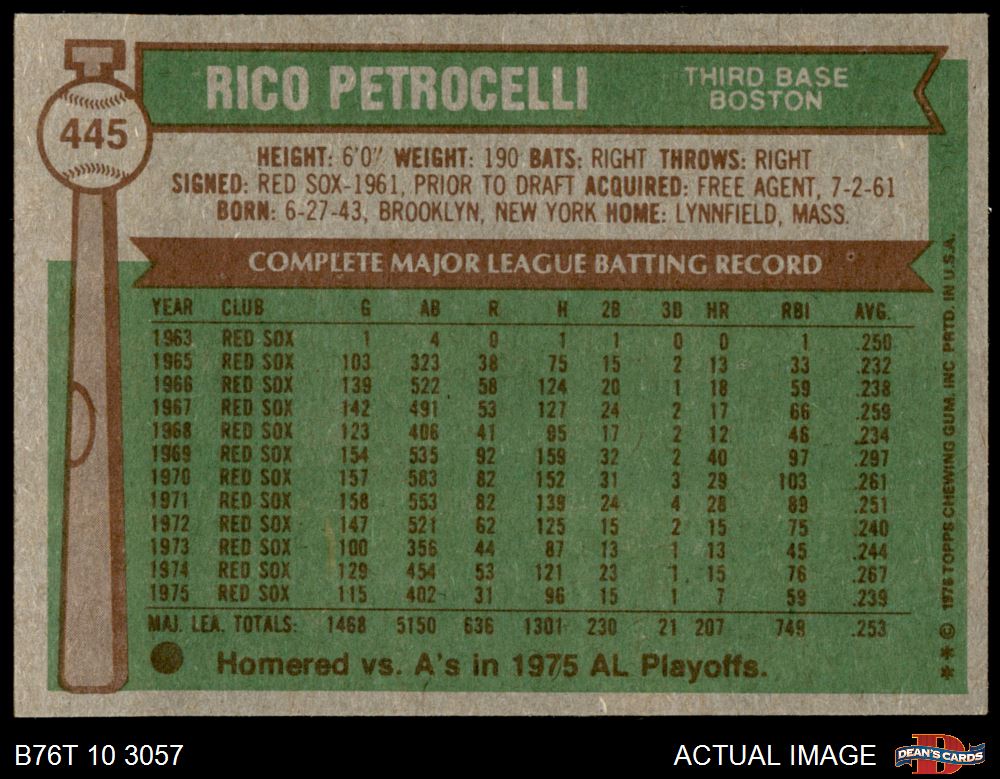 445
RICO PETROCELLI
THIRD BASE
BOSTON
HEIGHT: 6'0" WEIGHT: 190 BATS: RIGHT THROWS: RIGHT
SIGNED: RED SOX-1961, PRIOR TO DRAFT ACQUIRED: FREE AGENT, 7-2-61
BORN: 6-27-43, BROOKLYN, NEW YORK HOME: LYNNFIELD, MASS.
COMPLETE MAJOR LEAGUE BATTING RECORD
YEAR CLUB G AB R H 2B 3B HR RBI AVG.
1963 RED SOX 1 4 0 1 1 0 0 1 .250
1965 RED SOX 103 323 38 75 15 2 13 33 .232
1966 RED SOX 139 522 58 124 20 1 18 59 .238
1967 RED SOX 142 491 53 127 24 2 17 66 .259
1968 RED SOX 123 406 41 95 17 2 12 46 .234
1969 RED SOX 154 535 92 159 32 2 40 97 .297
1970 RED SOX 157 583 82 152 31 3 29 103 .261
1971 RED SOX 158 553 82 139 24 4 28 89 .251
1972 RED SOX 147 521 62 125 15 2 15 75 .240
1973 RED SOX 100 356 44 87 13 1 13 45 .244
1974 RED SOX 129 454 53 121 23 1 15 76 .267
1975 RED SOX 115 402 31 96 15 1 7 59 .239
MAJ. LEA. TOTALS: 1468 5150 636 1301 230 21 207 749 .253
Homered vs. A's in 1975 AL Playoffs.
*** © 1976 TOPPS CHEWING GUM, INC PRTD. IN U.S.A.
B76T 10 3057
ACTUAL IMAGE
DEAN'S CARDS